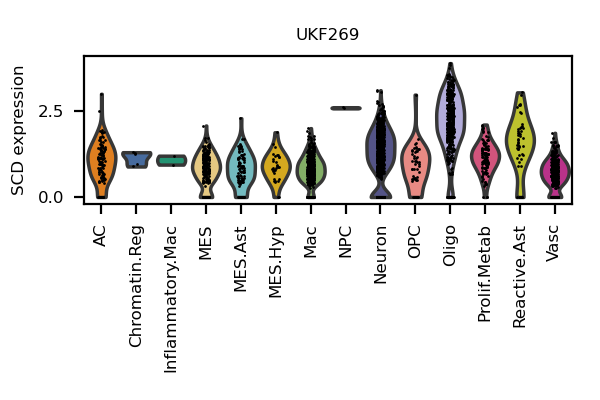 UKF269
SCD expression
2.5
0.0
AC
Chromatin.Reg
Inflammatory.Mac
MES
MES.Ast
MES.Hyp
Mac
NPC
Neuron
OPC
Oligo
Prolif.Metab
Reactive.Ast
Vasc